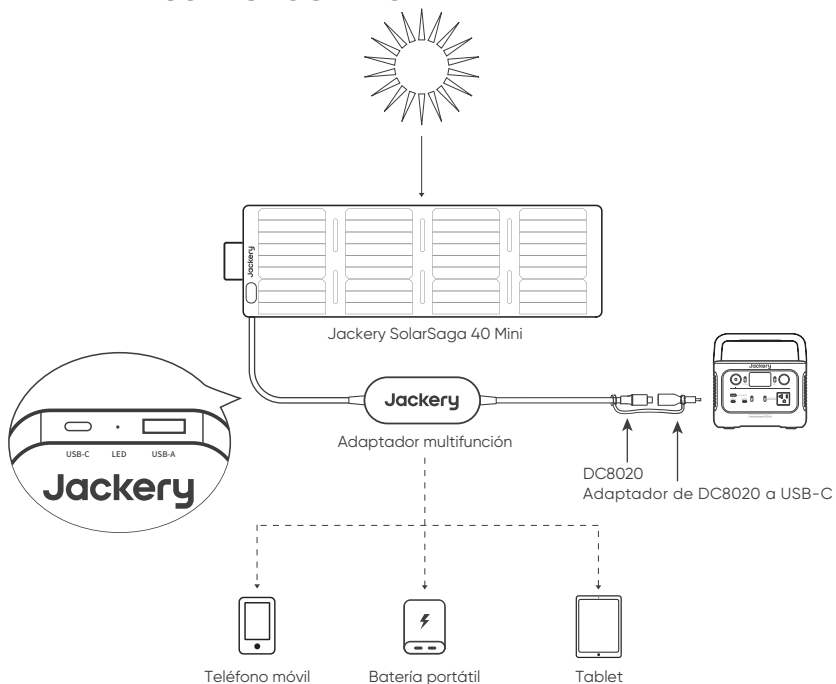 Jackery
Jackery SolarSaga 40 Mini
Jackery
Jackery
Adaptador multifunción
USB-C LED USB-A
Jackery
DC8020
Adaptador de DC8020 a USB-C
Teléfono móvil Batería portátil Tablet